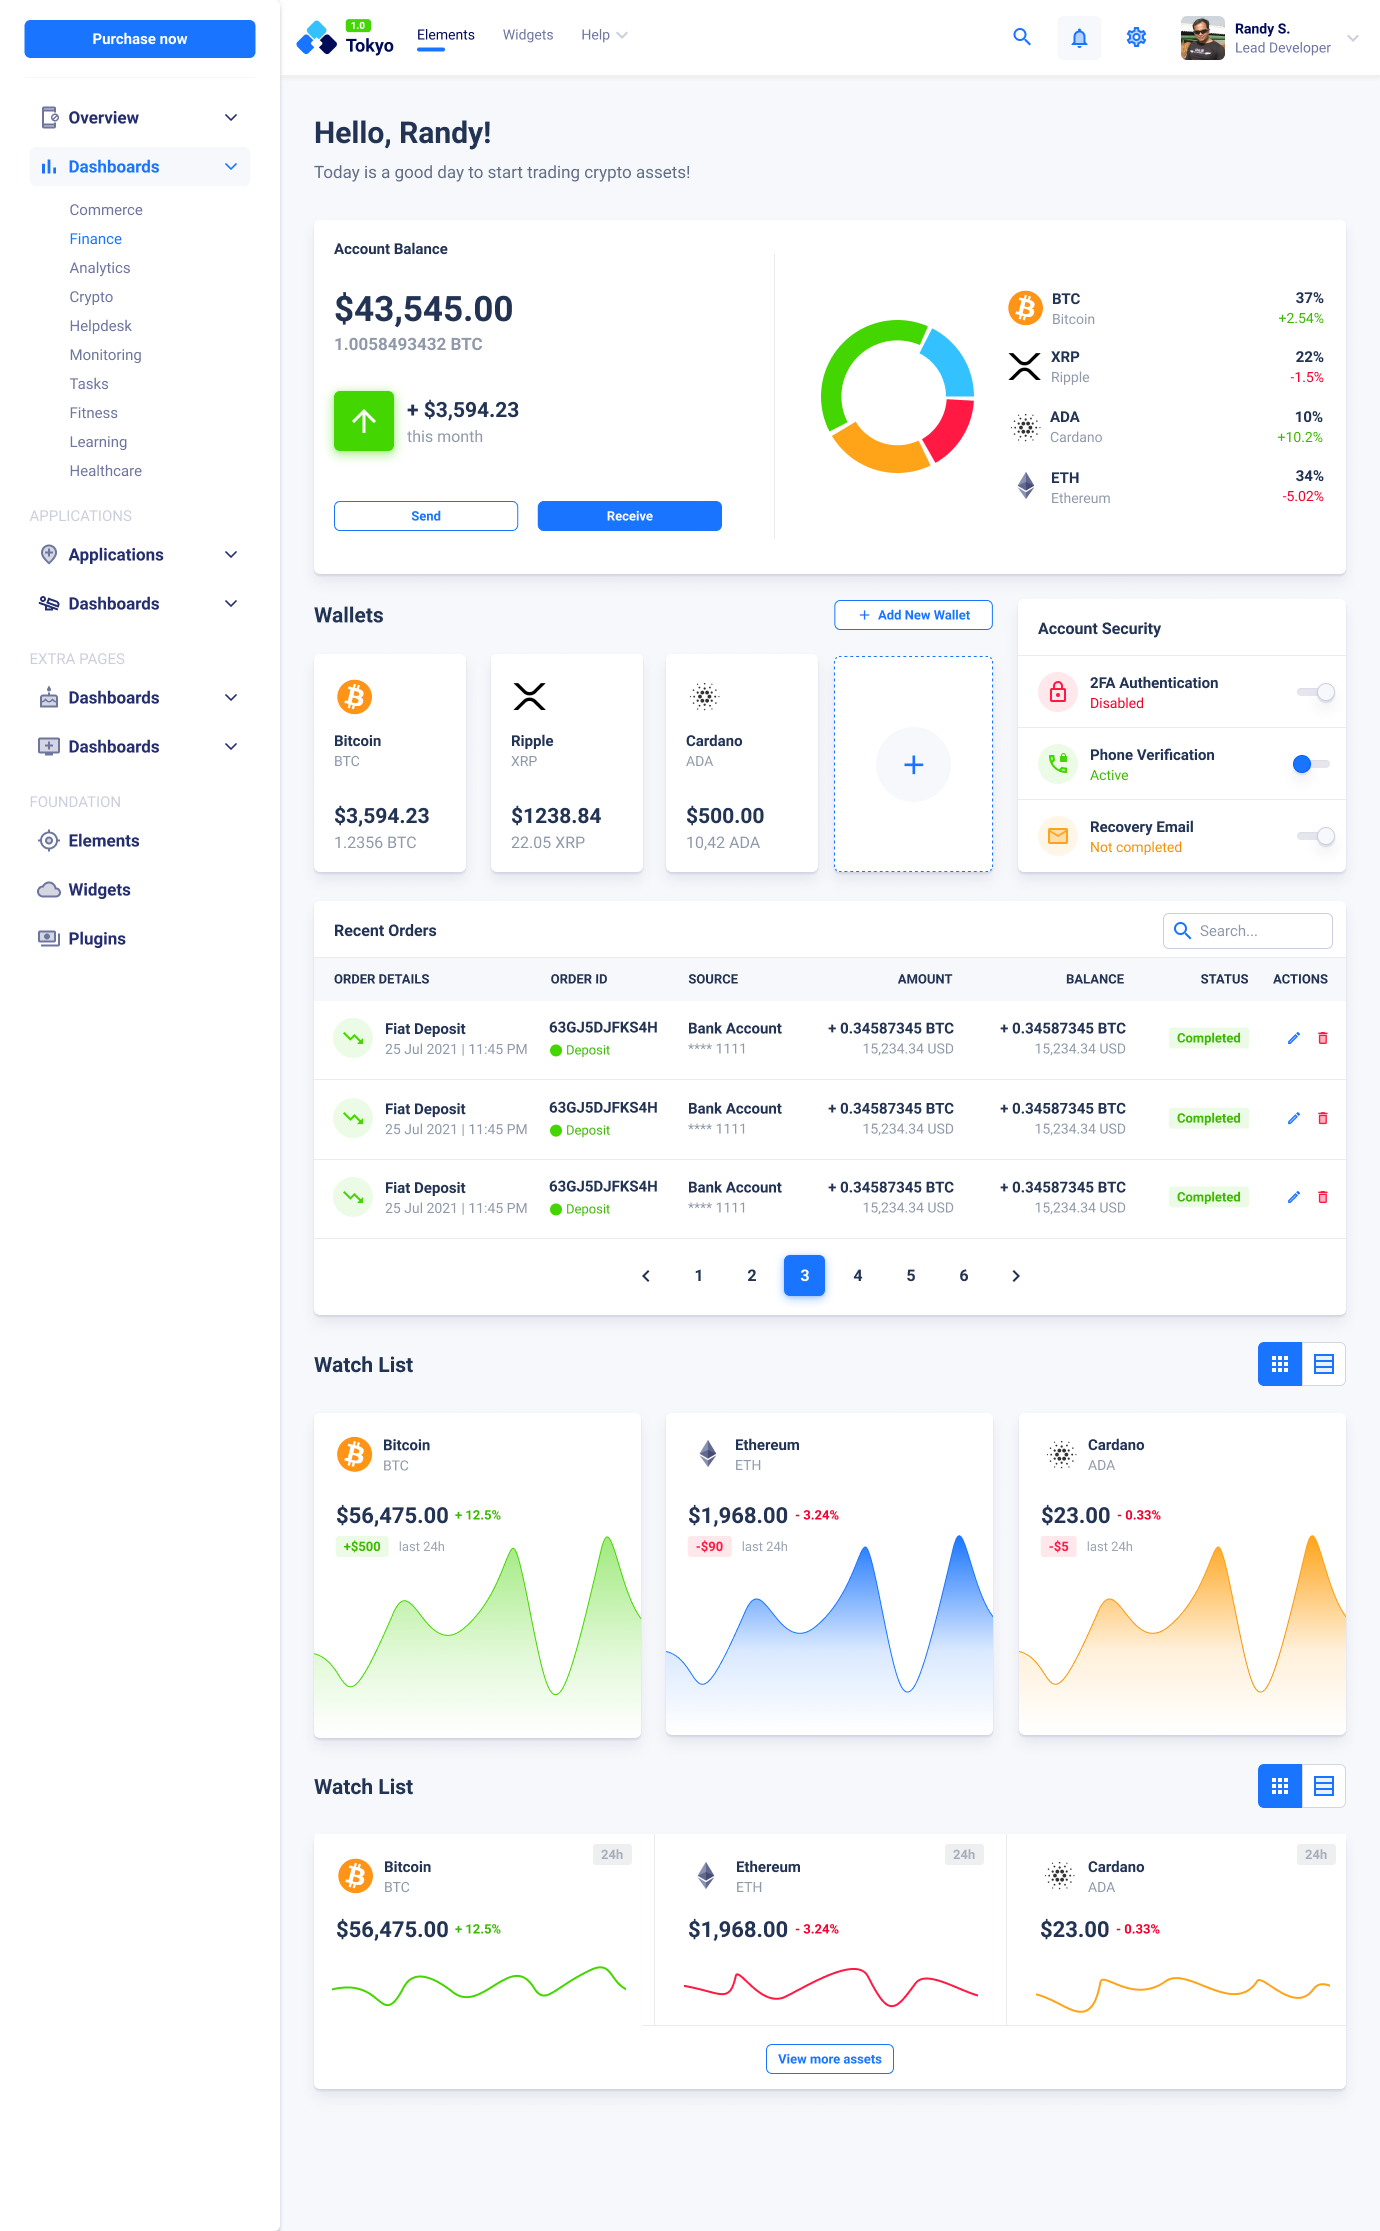 Purchase now
Overview
Dashboards
Commerce
Finance
Analytics
Crypto
Helpdesk
Monitoring
Tasks
Fitness
Learning
Healthcare
APPLICATIONS
Applications
Dashboards
EXTRA PAGES
Dashboards
Dashboards
FOUNDATION
Elements
Widgets
Plugins
1.0
Tokyo
Elements
Widgets
Help
Randy S.
Lead Developer
Hello, Randy!
Today is a good day to start trading crypto assets!
Account Balance
$43,545.00
1.0058493432 BTC
+ $3,594.23
this month
Send
Receive
BTC 37%
Bitcoin +2.54%
XRP 22%
Ripple -1.5%
ADA 10%
Cardano +10.2%
ETH 34%
Ethereum -5.02%
Wallets
Add New Wallet
Bitcoin
BTC
$3,594.23
1.2356 BTC
Ripple
XRP
$1238.84
22.05 XRP
Cardano
ADA
$500.00
10,42 ADA
Account Security
2FA Authentication
Disabled
Phone Verification
Active
Recovery Email
Not completed
Recent Orders
Search...
ORDER DETAILS ORDER ID SOURCE AMOUNT BALANCE STATUS ACTIONS
Fiat Deposit 63GJ5DJFKS4H Bank Account + 0.34587345 BTC + 0.34587345 BTC Completed
25 Jul 2021 | 11:45 PM Deposit **** 1111 15,234.34 USD 15,234.34 USD
Fiat Deposit 63GJ5DJFKS4H Bank Account + 0.34587345 BTC + 0.34587345 BTC Completed
25 Jul 2021 | 11:45 PM Deposit **** 1111 15,234.34 USD 15,234.34 USD
Fiat Deposit 63GJ5DJFKS4H Bank Account + 0.34587345 BTC + 0.34587345 BTC Completed
25 Jul 2021 | 11:45 PM Deposit **** 1111 15,234.34 USD 15,234.34 USD
1 2 3 4 5 6
Watch List
Bitcoin
BTC
$56,475.00 + 12.5%
+$500 last 24h
Ethereum
ETH
$1,968.00 - 3.24%
-$90 last 24h
Cardano
ADA
$23.00 - 0.33%
-$5 last 24h
Watch List
24h
Bitcoin
BTC
$56,475.00 + 12.5%
24h
Ethereum
ETH
$1,968.00 - 3.24%
24h
Cardano
ADA
$23.00 - 0.33%
View more assets